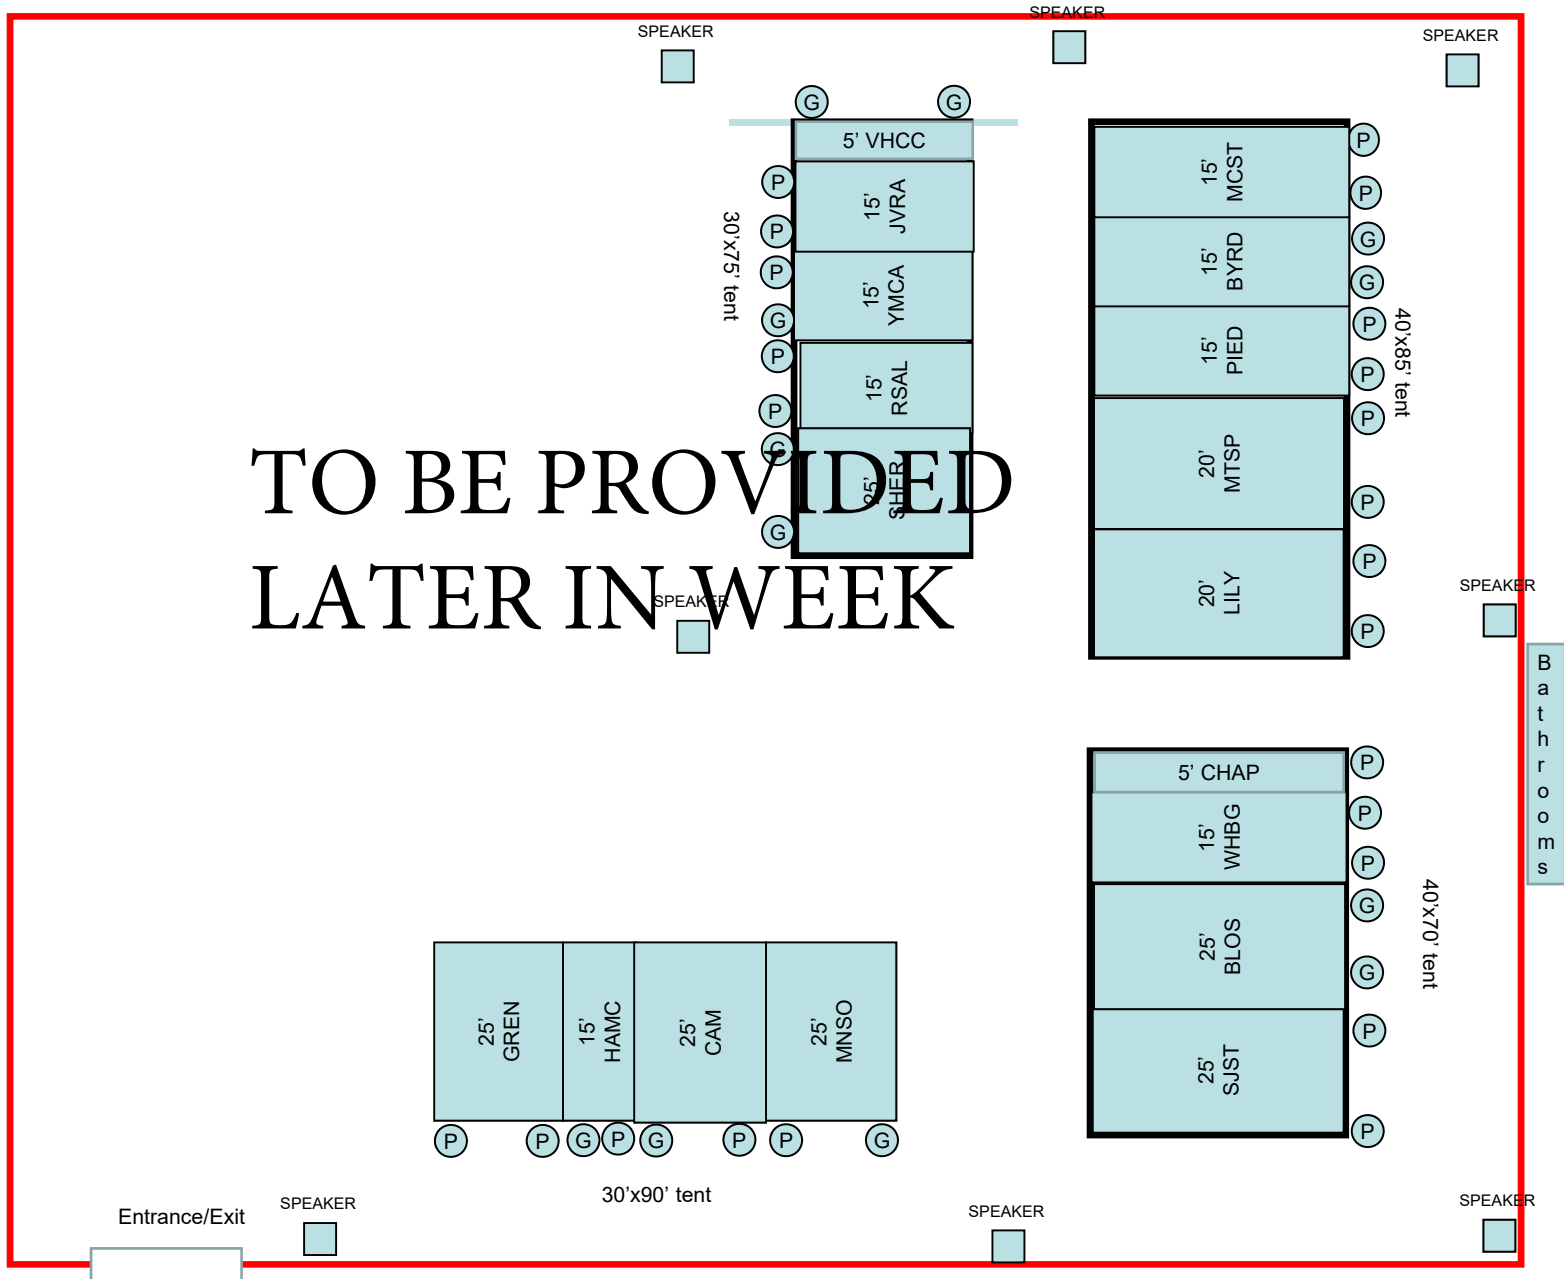 SPEAKER
SPEAKER
SPEAKER
G
G
5’ VHCC
P
P
P
G
P
P
G
G
30’x75’ tent
15’
JVRA
15’
YMCA
15’
RSAL
25’
SHER
15’
MCST
15’
BYRD
15’
PIED
20’
MTSP
20’
LILY
P
P
G
G
P
P
P
P
P
P
40’x85’ tent
TO BE PROVIDED
LATER IN WEEK
SPEAKER
SPEAKER
Bathrooms
5’ CHAP
15’
WHBG
25’
BLOS
25’
SJST
P
P
P
G
G
P
P
40’x70’ tent
25’
GREN
15’
HAMC
25’
CAM
25’
MNSO
P
P
G
P
G
P
P
G
30’x90’ tent
Entrance/Exit
SPEAKER
SPEAKER
SPEAKER